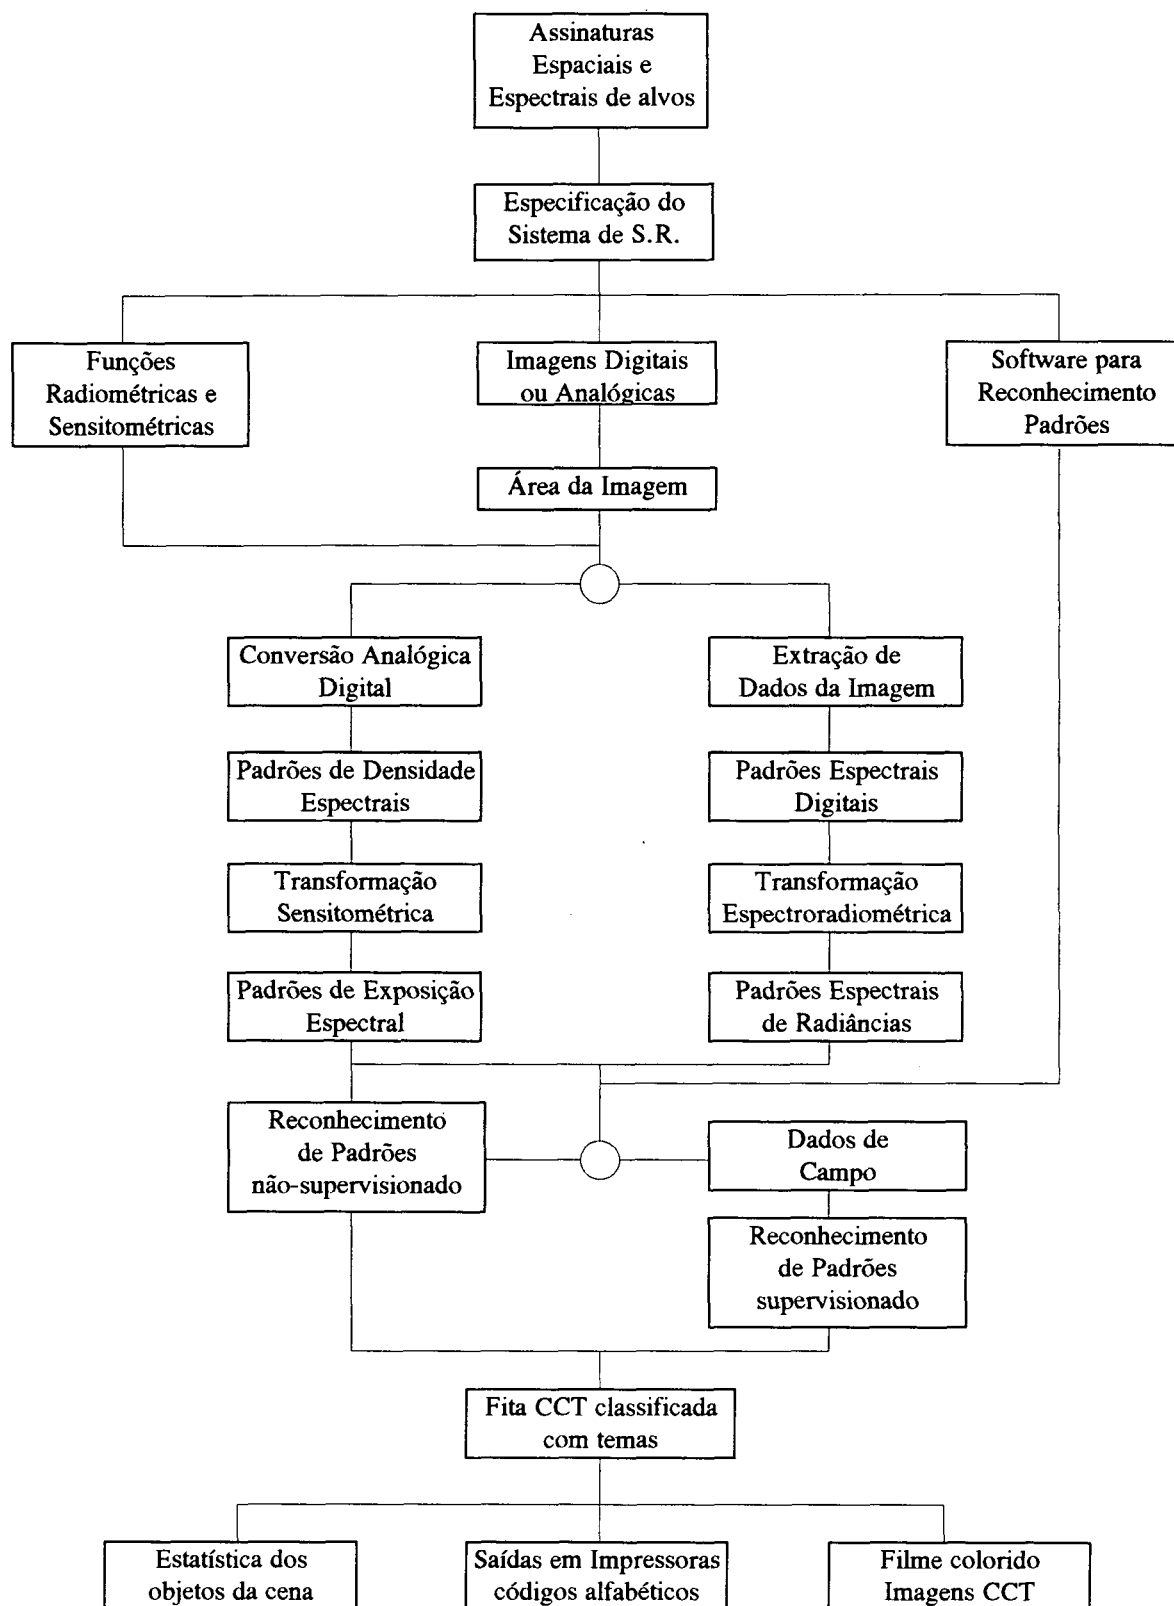 Assinaturas
Espaciais e
Espectrais de alvos
Especificação do
Sistema de S.R.
Funções
Radiométricas e
Sensitométricas
Imagens Digitais
ou Analógicas
Software para
Reconhecimento
Padrões
Área da Imagem
Conversão Analógica
Digital
Extração de
Dados da Imagem
Padrões de Densidade
Espectrais
Padrões Espectrais
Digitais
Transformação
Sensitométrica
Transformação
Espectroradiométrica
Padrões de Exposição
Espectral
Padrões Espectrais
de Radiâncias
Reconhecimento
de Padrões
não-supervisionado
Dados de
Campo
Reconhecimento
de Padrões
supervisionado
Fita CCT classificada
com temas
Estatística dos
objetos da cena
Saídas em Impressoras
códigos alfabéticos
Filme colorido
Imagens CCT